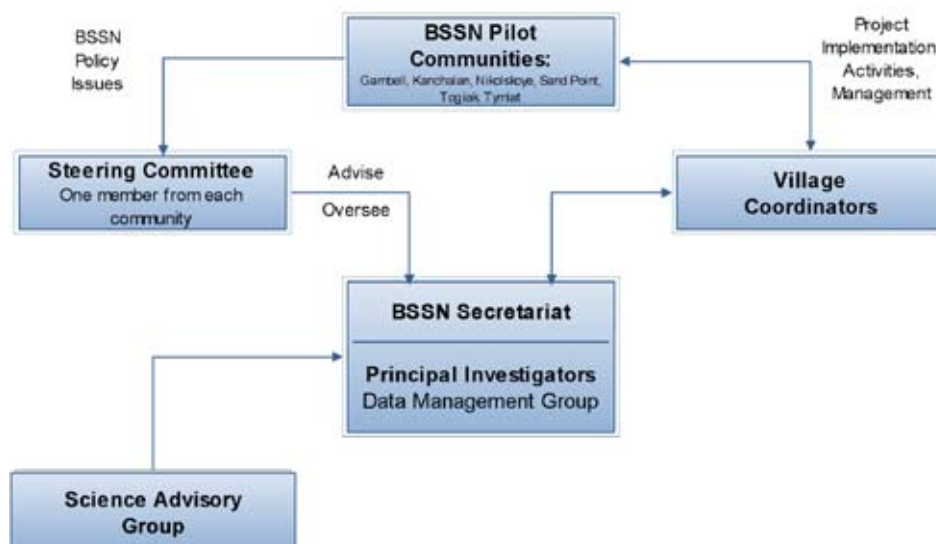 BSSN
Policy
Issues
BSSN Pilot
Communities:
Gambell, Kanchalan, Nikolskoye, Sand Point,
Togiak, Tymlat
Project
Implementation
Activities,
Management
Steering Committee
One member from each
community
Advise
Oversee
Village
Coordinators
BSSN Secretariat
Principal Investigators
Data Management Group
Science Advisory
Group